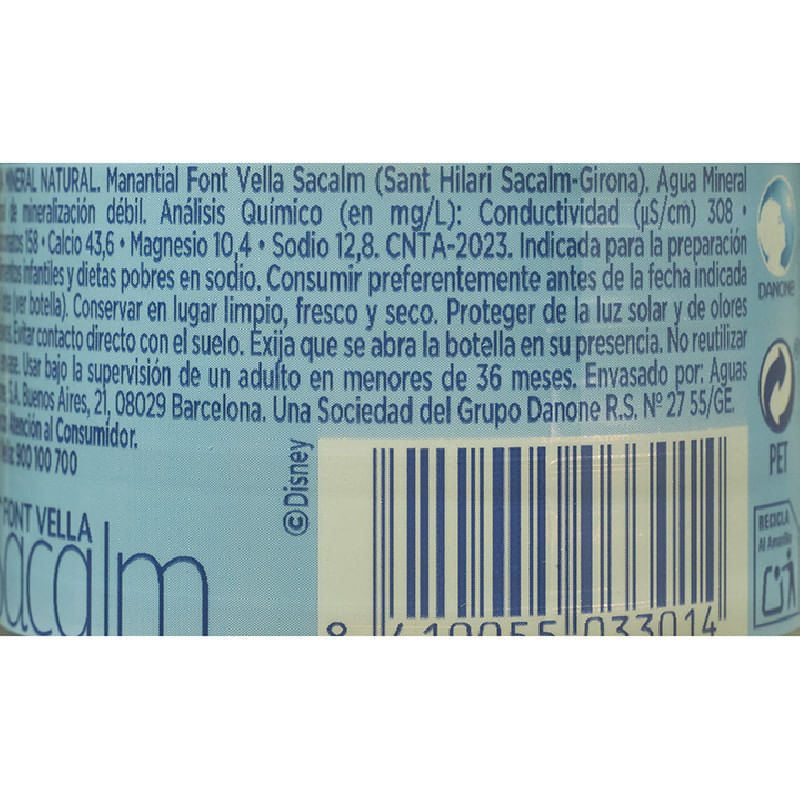 MINERAL NATURAL. Manantial Font Vella Sacalm (Sant Hilari Sacalm-Girona). Agua Mineral
de mineralización débil. Análisis Químico (en mg/L): Conductividad (µS/cm) 308 •
158 • Calcio 43,6 • Magnesio 10,4 • Sodio 12,8. CNTA-2023. Indicada para la preparación
infantiles y dietas pobres en sodio. Consumir preferentemente antes de la fecha indicada
(ver botella). Conservar en lugar limpio, fresco y seco. Proteger de la luz solar y de olores
Evitar contacto directo con el suelo. Exija que se abra la botella en su presencia. No reutilizar
Usar bajo la supervisión de un adulto en menores de 36 meses. Envasado por: Aguas
S.A. Buenos Aires, 21, 08029 Barcelona. Una Sociedad del Grupo Danone R.S. Nº 27 55/GE.
Atención al Consumidor.
900 100 700
DANONE
PET
RECICLA
Al Amarillo
©Disney
FONT VELLA
sacalm
8 410055 033014